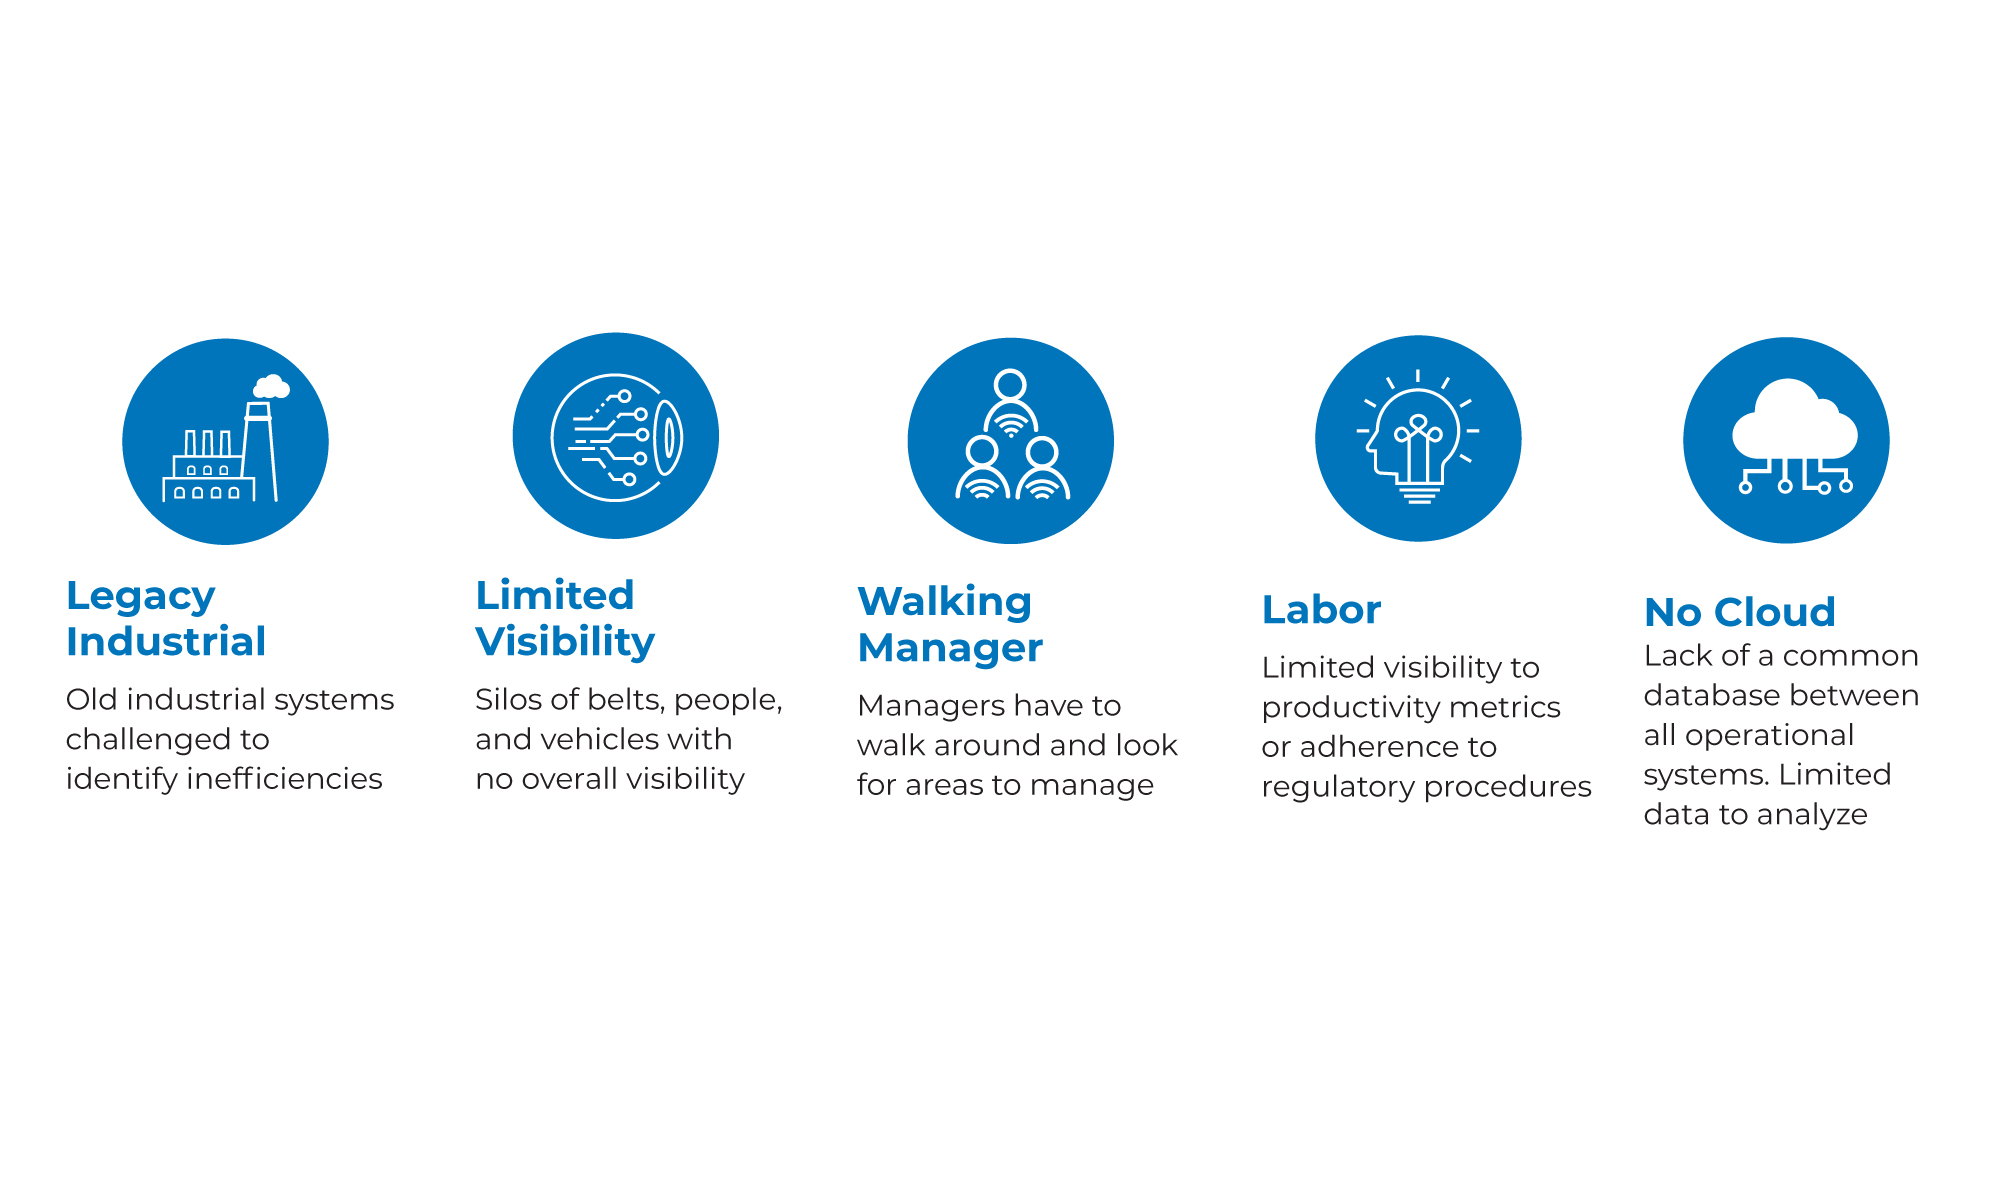 Legacy
Industrial
Old industrial systems
challenged to
identify inefficiencies
Limited
Visibility
Silos of belts, people,
and vehicles with
no overall visibility
Walking
Manager
Managers have to
walk around and look
for areas to manage
Labor
Limited visibility to
productivity metrics
or adherence to
regulatory procedures
No Cloud
Lack of a common
database between
all operational
systems. Limited
data to analyze